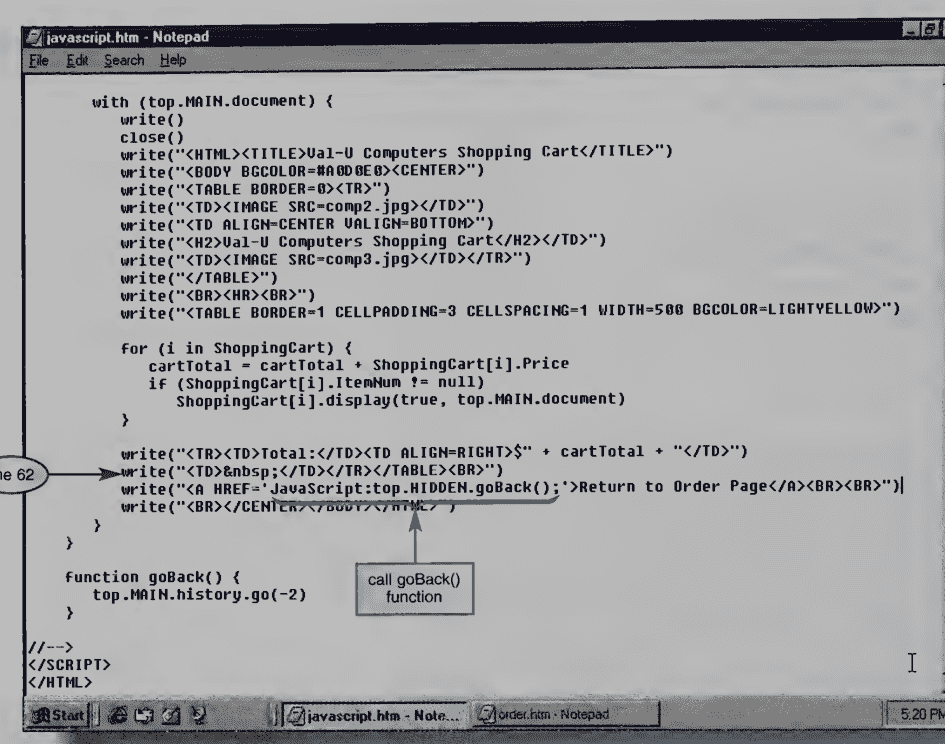 javascript.htm - Notepad
File Edit Search Help
with (top.MAIN.document) {
write()
close()
write("<HTML><TITLE>Val-U Computers Shopping Cart</TITLE>")
write("<BODY BGCOLOR=#A0D0E0><CENTER>")
write("<TABLE BORDER=0><TR>")
write("<TD><IMAGE SRC=comp2.jpg></TD>")
write("<TD ALIGN=CENTER VALIGN=BOTTOM>")
write("<H2>Val-U Computers Shopping Cart</H2></TD>")
write("<TD><IMAGE SRC=comp3.jpg></TD></TR>")
write("</TABLE>")
write("<BR><HR><BR>")
write("<TABLE BORDER=1 CELLPADDING=3 CELLSPACING=1 WIDTH=500 BGCOLOR=LIGHTYELLOW>")
for (i in ShoppingCart) {
cartTotal = cartTotal + ShoppingCart[i].Price
if (ShoppingCart[i].ItemNum != null)
ShoppingCart[i].display(true, top.MAIN.document)
}
write("<TR><TD>Total:</TD><TD ALIGN=RIGHT>$" + cartTotal + "</TD>")
ne 62
write("<TD>&nbsp;</TD></TR></TABLE><BR>")
write("<A HREF='JavaScript:top.HIDDEN.goBack();'>Return to Order Page</A><BR><BR>")
write("<BR></CENTER></BODY></HTML>")
}
}
call goBack()
function
function goBack() {
top.MAIN.history.go(-2)
}
//-->
</SCRIPT>
</HTML>
Start
javascript.htm - Note...
order.htm - Notepad
5:20 PM